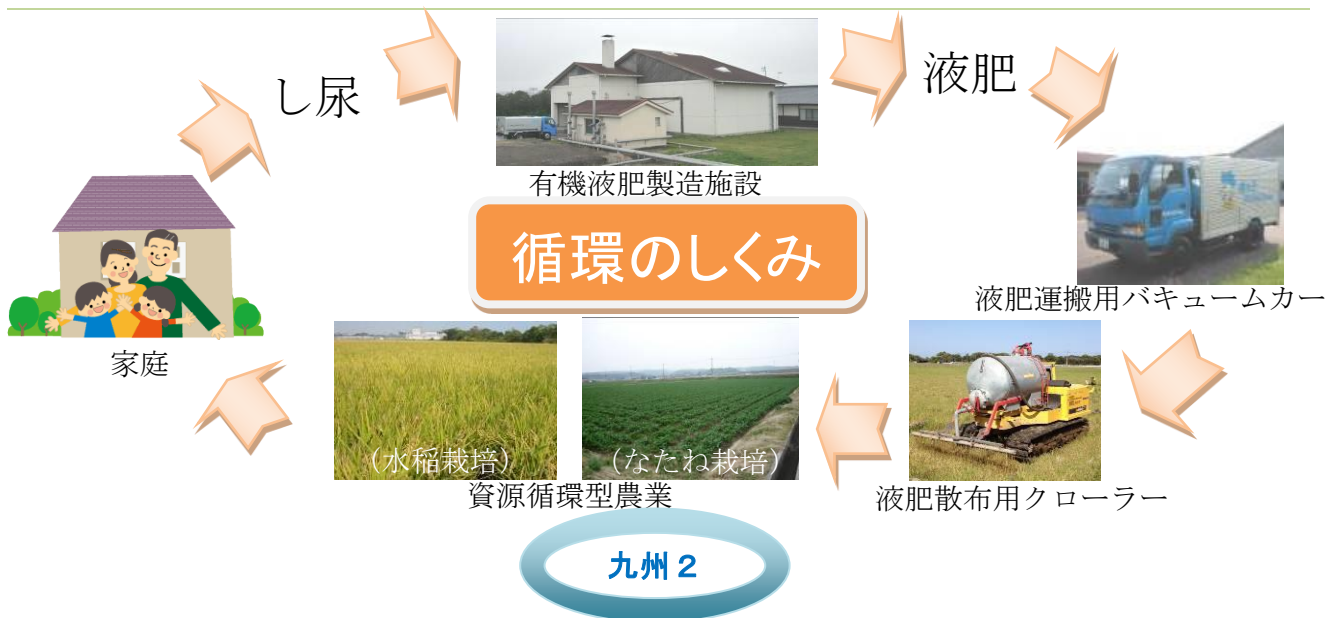 し尿
液肥
有機液肥製造施設
循環のしくみ
液肥運搬用バキュームカー
家庭
（水稲栽培）
（なたね栽培）
資源循環型農業
液肥散布用クローラー
九州２